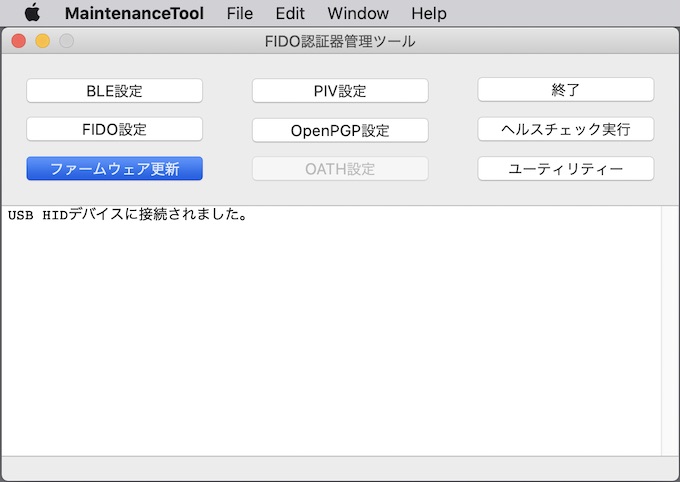 MaintenanceTool File Edit Window Help
FIDO認証器管理ツール
BLE設定 PIV設定 終了
FIDO設定 OpenPGP設定 ヘルスチェック実行
ファームウェア更新 OATH設定 ユーティリティー
USB HIDデバイスに接続されました。